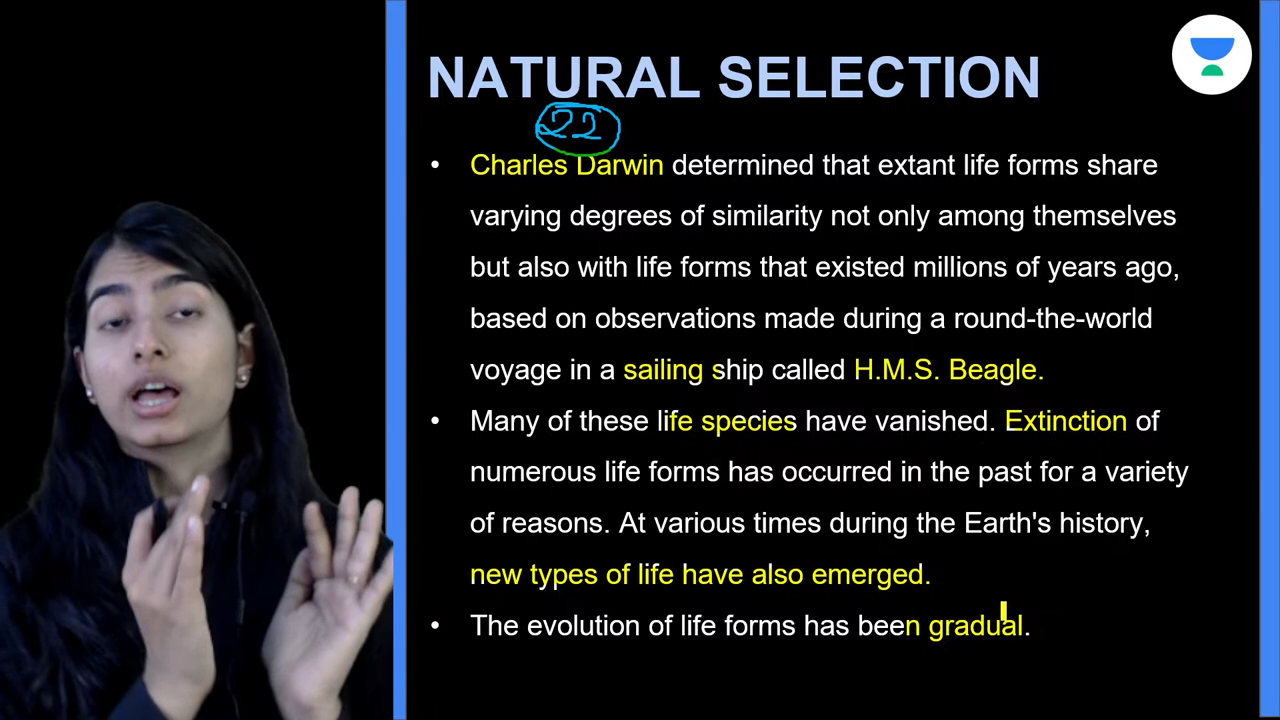 NATURAL SELECTION
22
• Charles Darwin determined that extant life forms share
varying degrees of similarity not only among themselves
but also with life forms that existed millions of years ago,
based on observations made during a round-the-world
voyage in a sailing ship called H.M.S. Beagle.
• Many of these life species have vanished. Extinction of
numerous life forms has occurred in the past for a variety
of reasons. At various times during the Earth's history,
new types of life have also emerged.
• The evolution of life forms has been gradual.